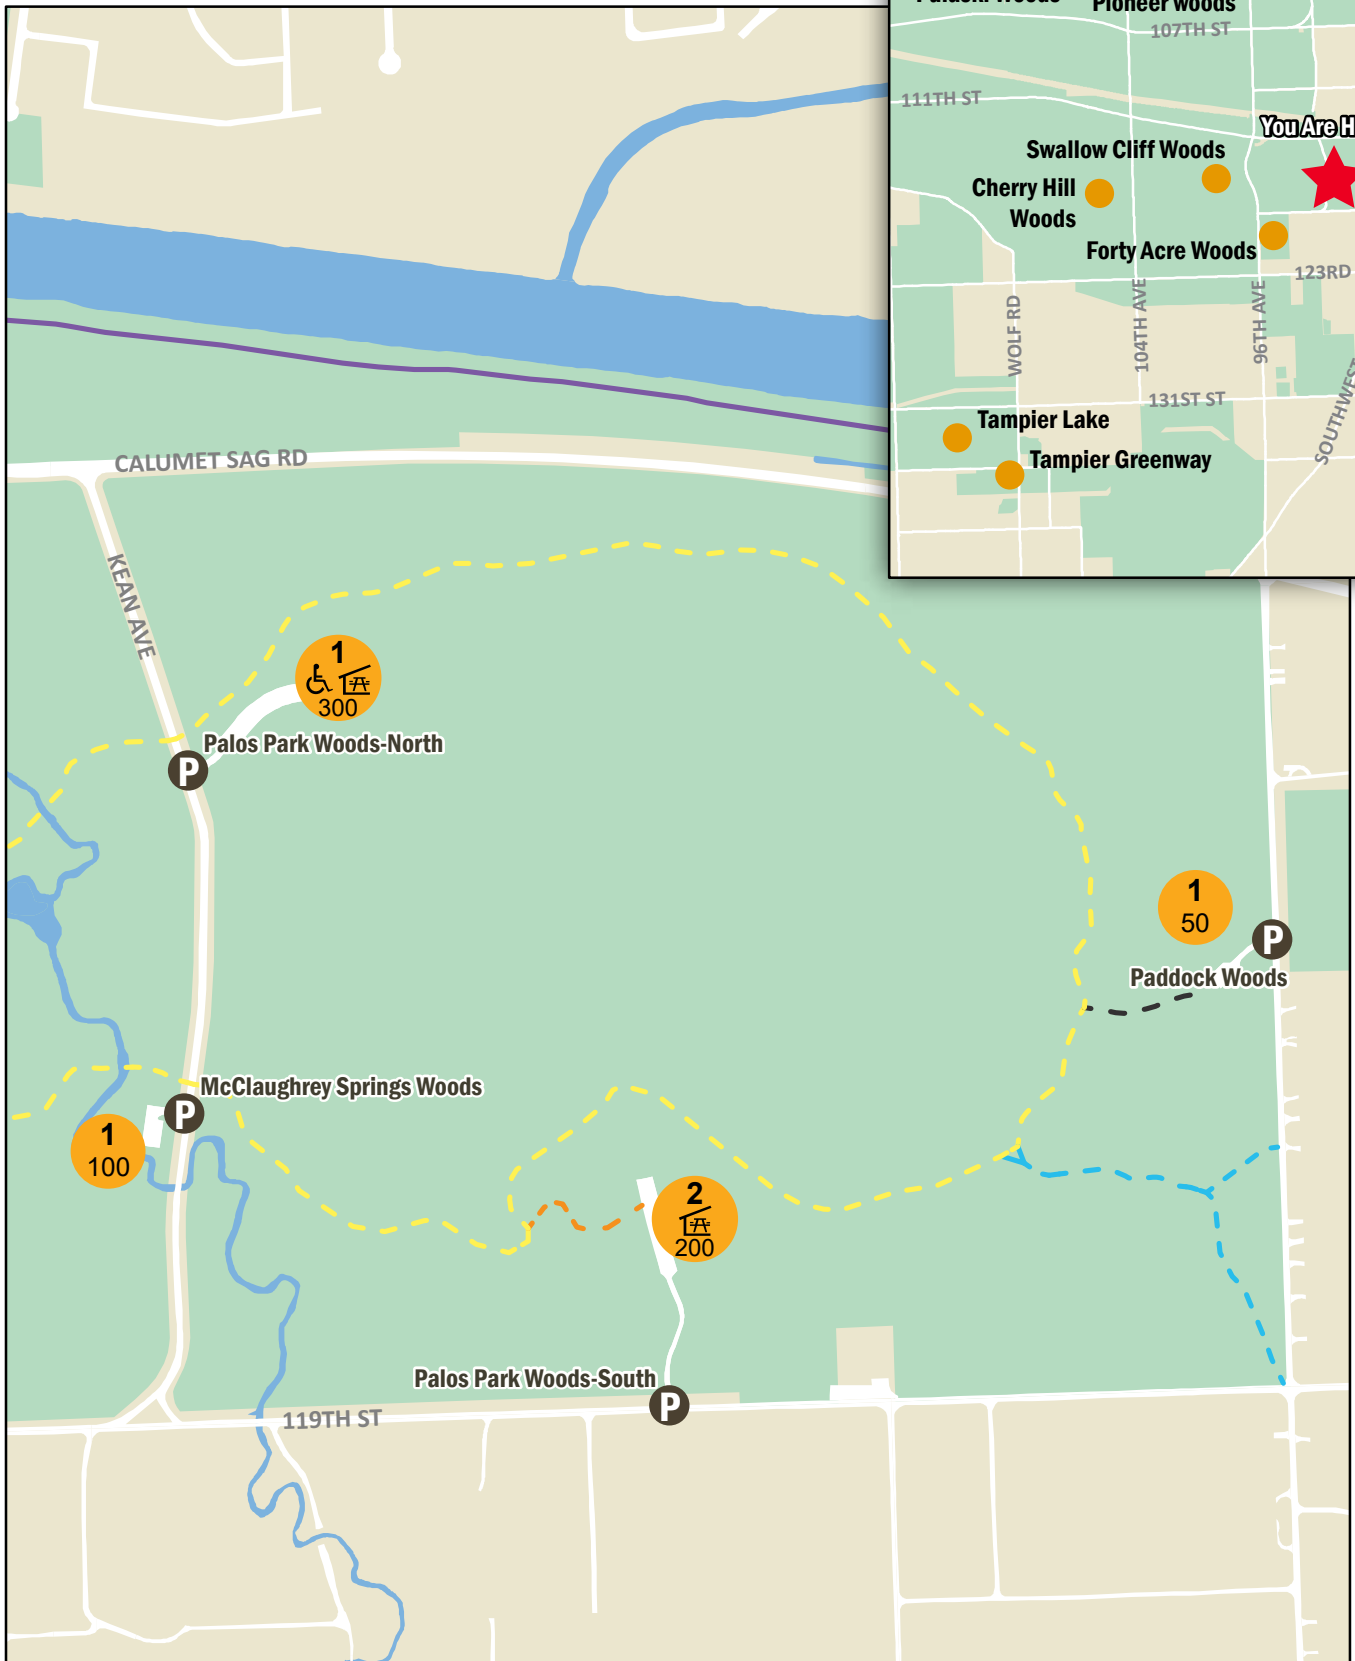 Pioneer woods
107TH ST
111TH ST
You Are H
Swallow Cliff Woods
Cherry Hill
Woods
Forty Acre Woods
123RD
WOLF RD
104TH AVE
96TH AVE
131ST ST
SOUTHWEST
Tampier Lake
Tampier Greenway
CALUMET SAG RD
KEAN AVE
1
300
Palos Park Woods-North
P
1
50
P
Paddock Woods
McClaughrey Springs Woods
P
1
100
2
200
Palos Park Woods-South
P
119TH ST